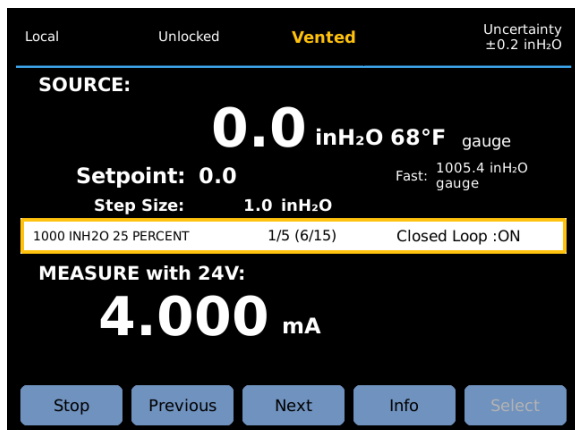 Local Unlocked Vented Uncertainty
±0.2 inH₂O
SOURCE:
0.0 inH₂O 68°F gauge
Setpoint: 0.0 Fast: 1005.4 inH₂O
gauge
Step Size: 1.0 inH₂O
1000 INH2O 25 PERCENT 1/5 (6/15) Closed Loop :ON
MEASURE with 24V:
4.000 mA
Stop Previous Next Info Select